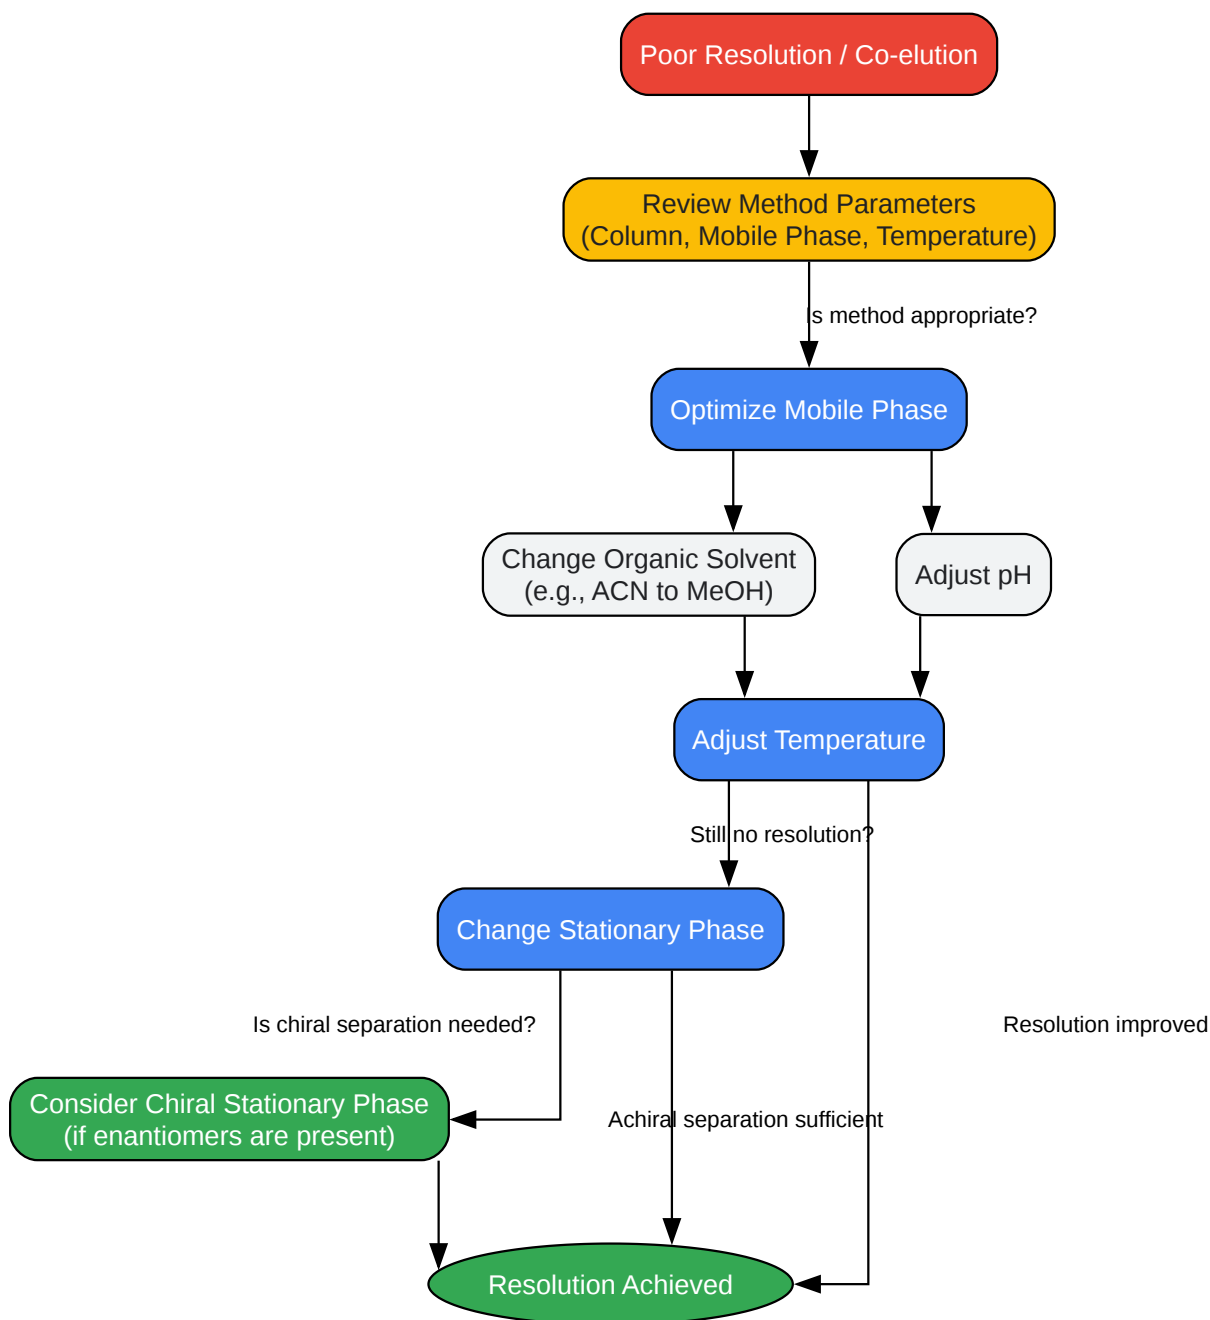 Poor Resolution / Co-elution
Review Method Parameters
(Column, Mobile Phase, Temperature)
Is method appropriate?
Optimize Mobile Phase
Change Organic Solvent
(e.g., ACN to MeOH)
Adjust pH
Adjust Temperature
Still no resolution?
Change Stationary Phase
Is chiral separation needed?
Resolution improved
Consider Chiral Stationary Phase
(if enantiomers are present)
Achiral separation sufficient
Resolution Achieved